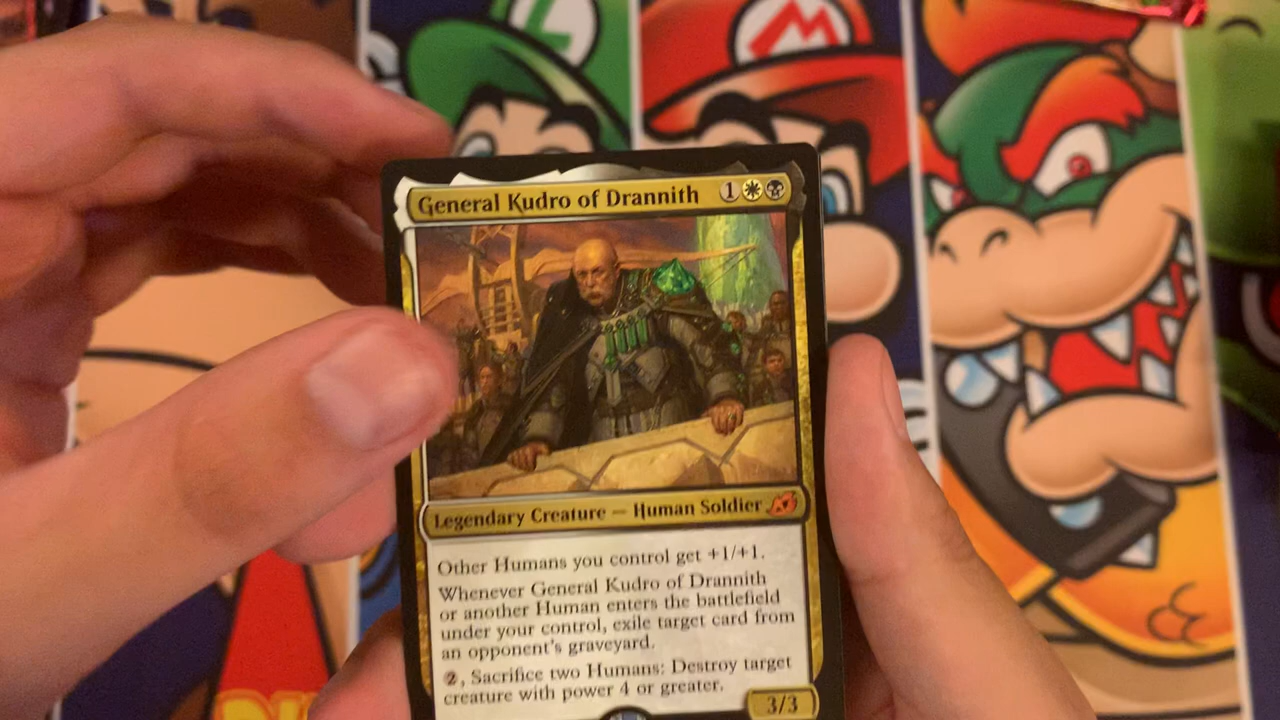 L
M
General Kudro of Drannith 1
Legendary Creature — Human Soldier
Other Humans you control get +1/+1.
Whenever General Kudro of Drannith
or another Human enters the battlefield
under your control, exile target card from
an opponent's graveyard.
2, Sacrifice two Humans: Destroy target
creature with power 4 or greater.
3/3